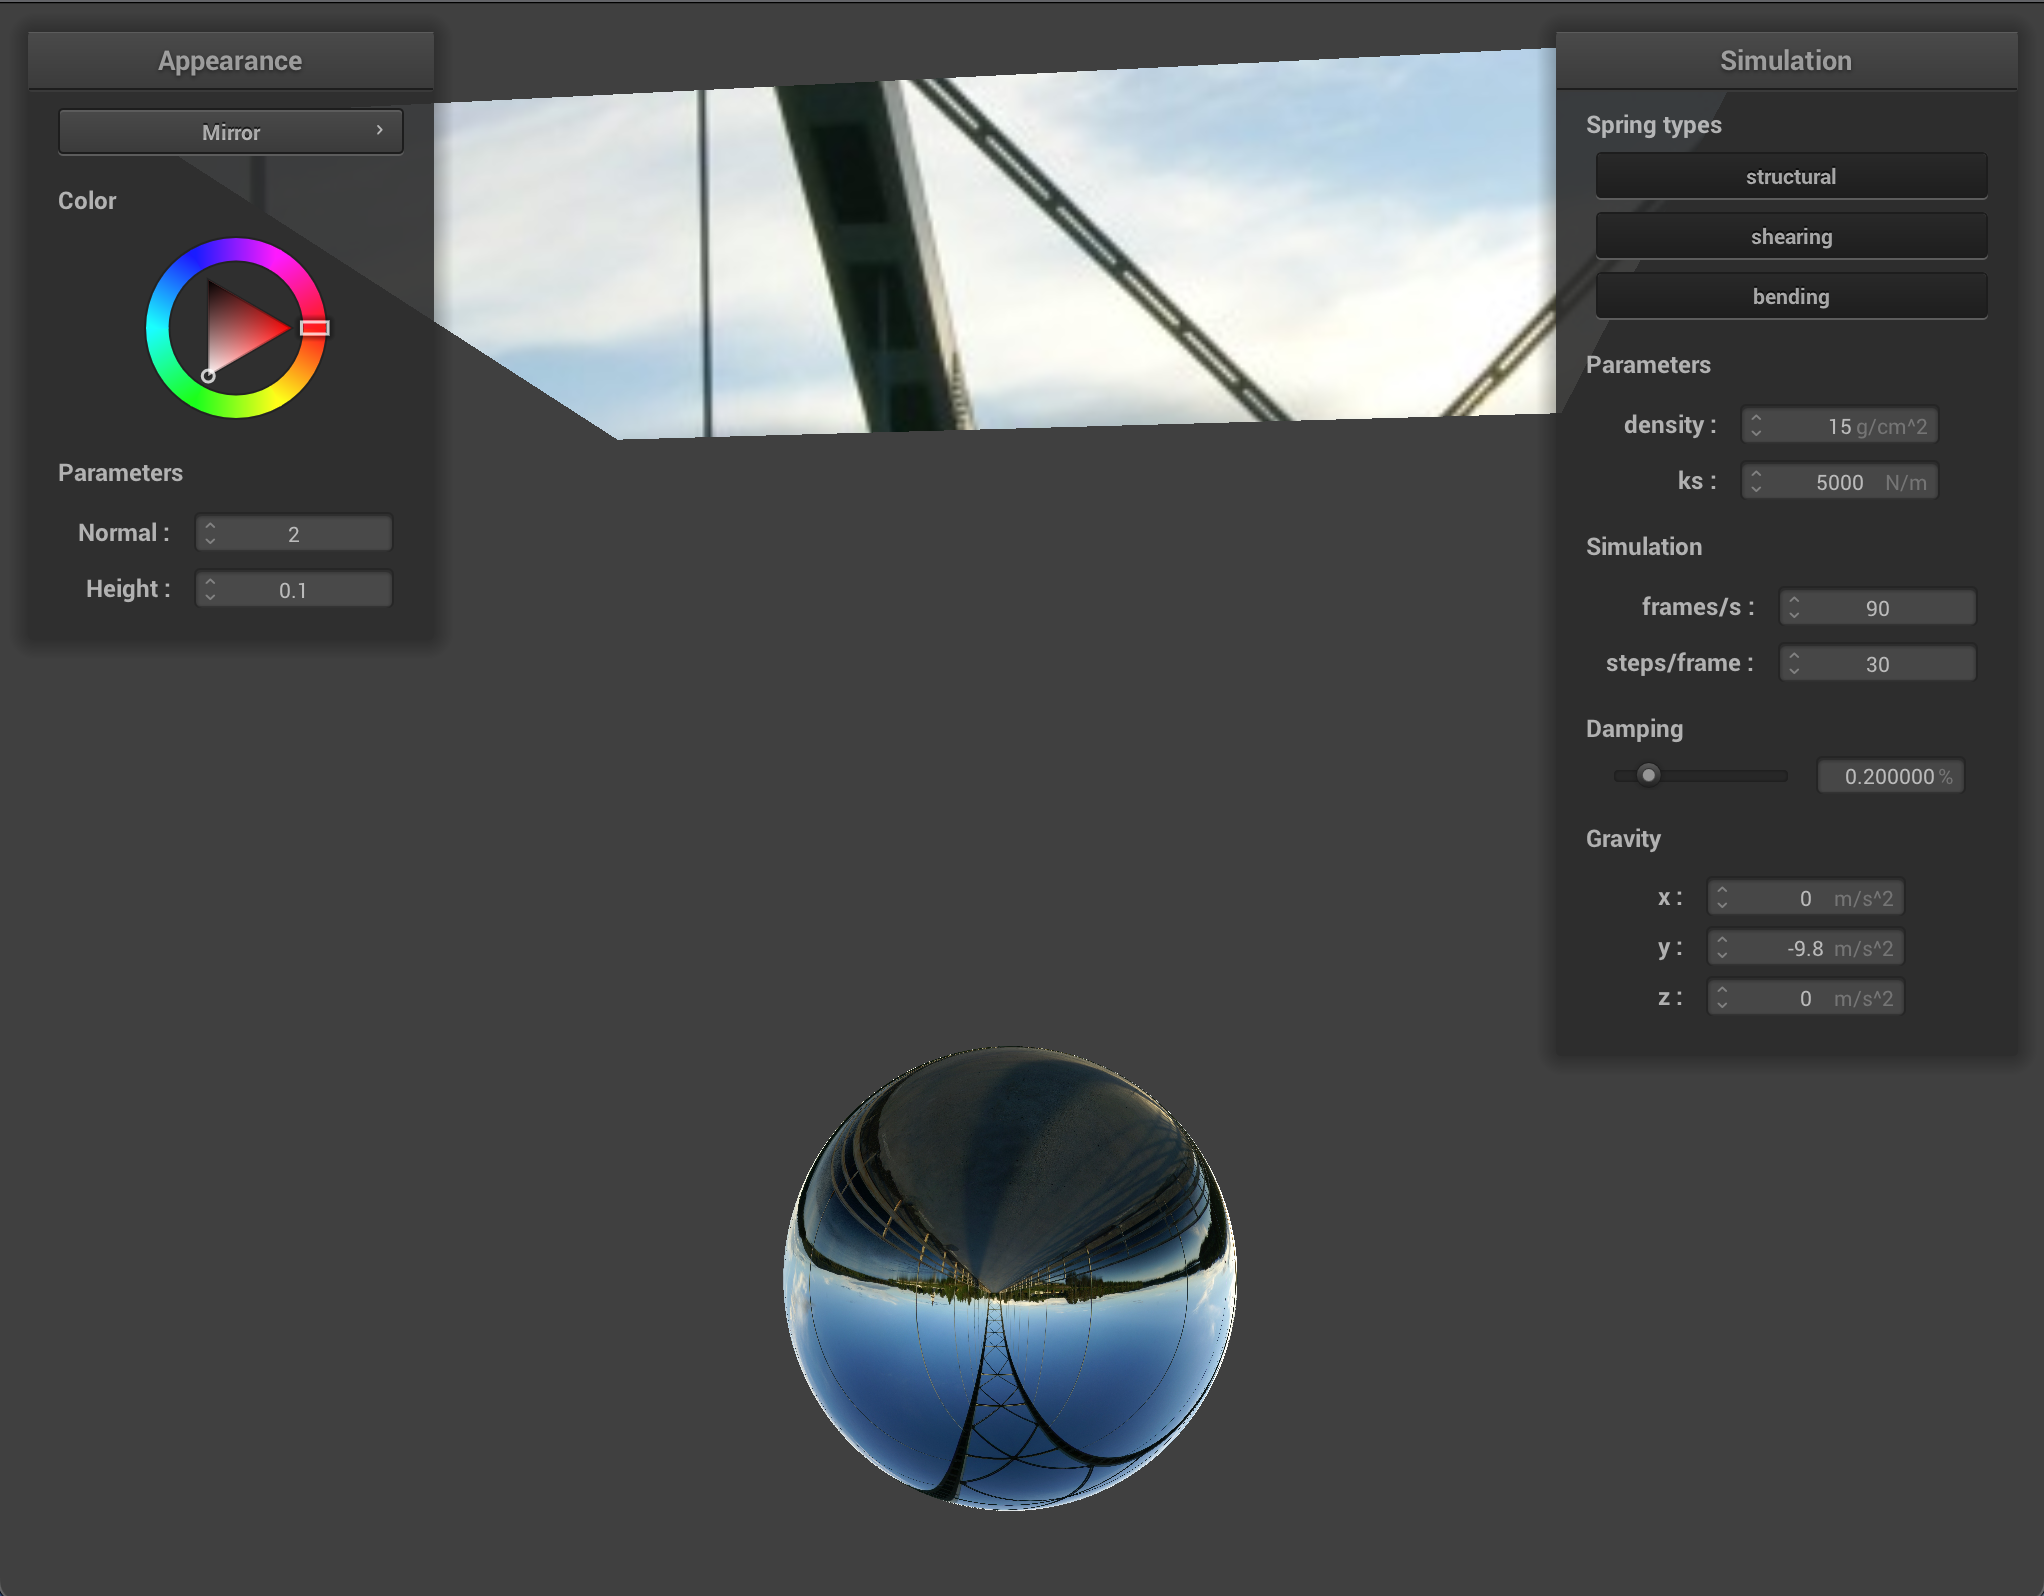 Appearance
Mirror
Color
Parameters
Normal : 2
Height : 0.1
Simulation
Spring types
structural
shearing
bending
Parameters
density : 15 g/cm^2
ks : 5000 N/m
Simulation
frames/s : 90
steps/frame : 30
Damping
0.200000 %
Gravity
x : 0 m/s^2
y : -9.8 m/s^2
z : 0 m/s^2